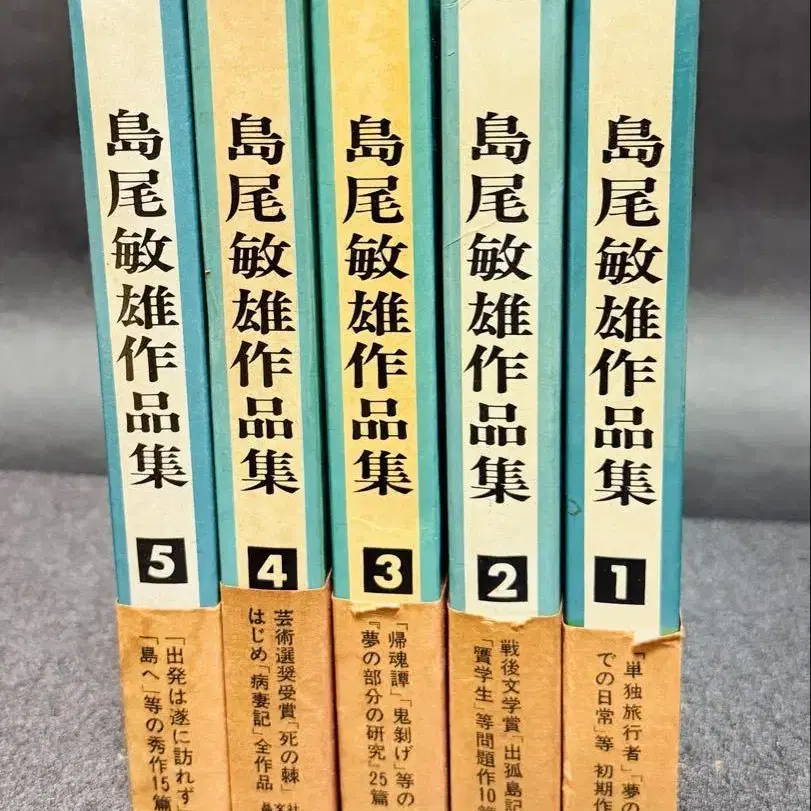 島尾敏雄作品集
1
「単独旅行者」「夢の
での日常」等 初期作
島尾敏雄作品集
2
戦後文学賞「出孤島記
「贋学生」等問題作10篇
島尾敏雄作品集
3
「帰魂譚」「鬼剝げ」等の
『夢の部分の研究』25篇
島尾敏雄作品集
4
芸術選奨受賞「死の棘」
はじめ「病妻記」全作品
島尾敏雄作品集
5
「出発は遂に訪れず」
「島へ」等の秀作15篇